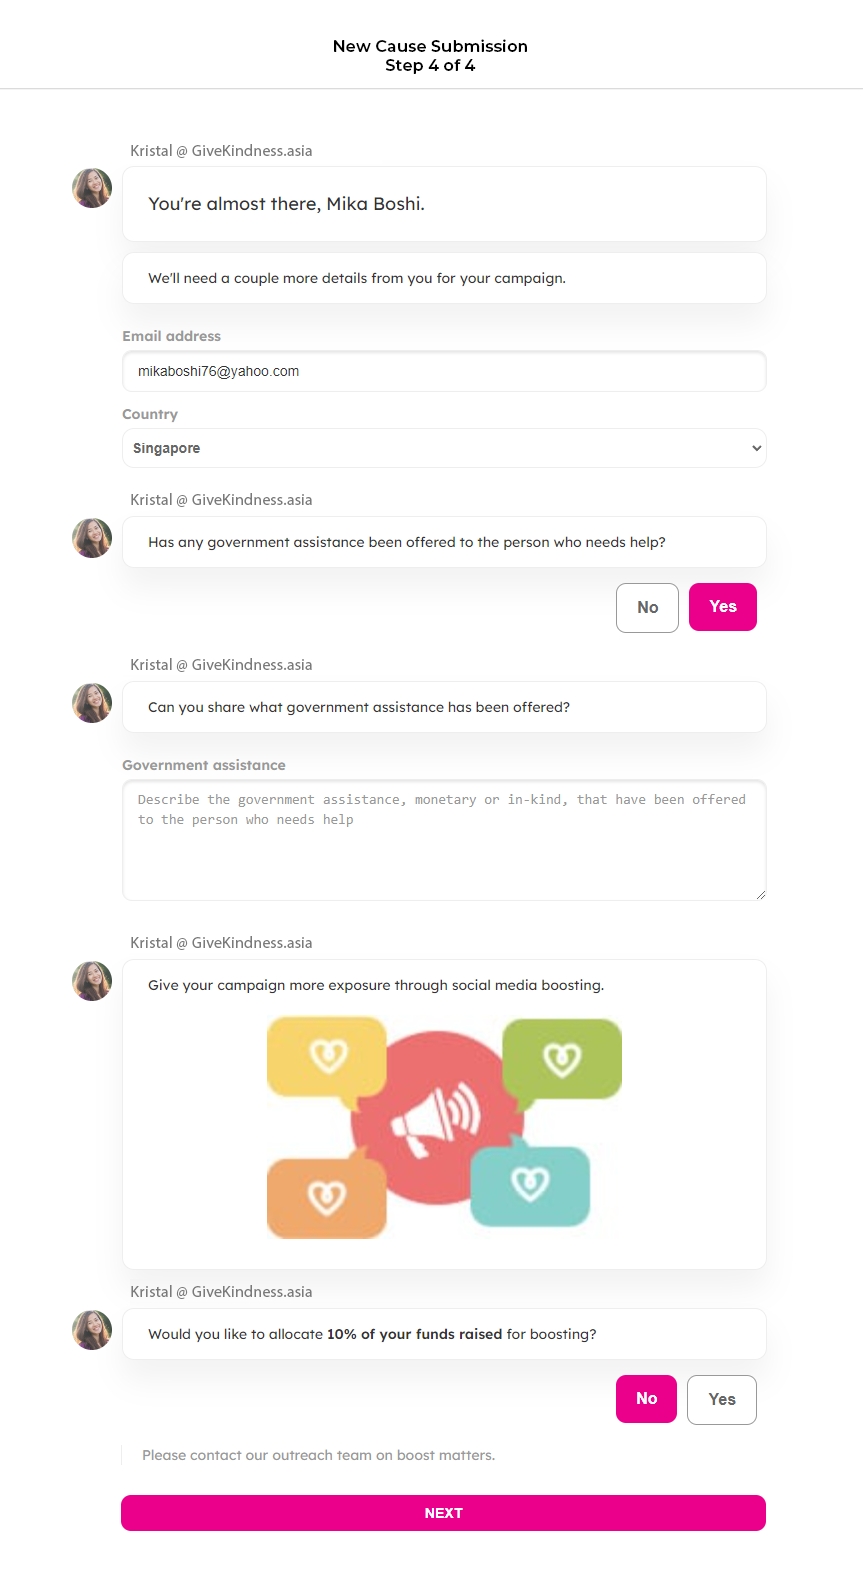 New Cause Submission
Step 4 of 4
Kristal @ GiveKindness.asia
You're almost there, Mika Boshi.
We'll need a couple more details from you for your campaign.
Email address
mikaboshi76@yahoo.com
Country
Singapore
Kristal @ GiveKindness.asia
Has any government assistance been offered to the person who needs help?
No Yes
Kristal @ GiveKindness.asia
Can you share what government assistance has been offered?
Government assistance
Describe the government assistance, monetary or in-kind, that have been offered
to the person who needs help
Kristal @ GiveKindness.asia
Give your campaign more exposure through social media boosting.
Kristal @ GiveKindness.asia
Would you like to allocate 10% of your funds raised for boosting?
No Yes
Please contact our outreach team on boost matters.
NEXT